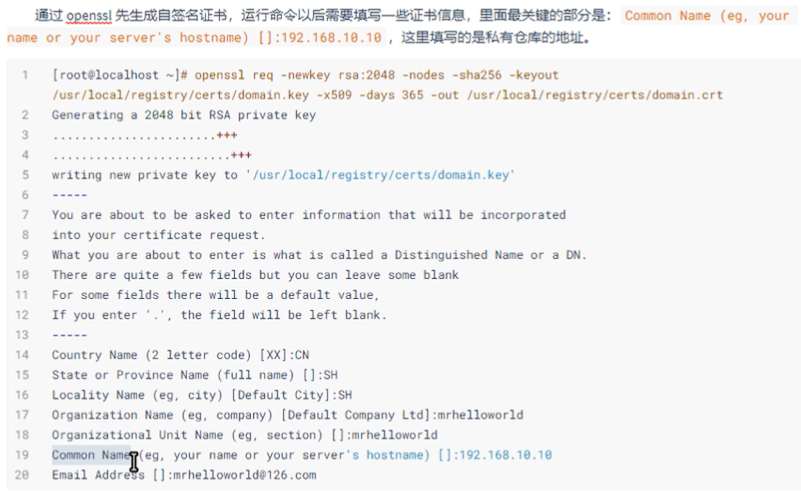 通过 openssl 先生成自签名证书，运行命令以后需要填写一些证书信息，里面最关键的部分是： Common Name (eg, your
name or your server's hostname) []:192.168.10.10 ，这里填写的是私有仓库的地址。
1 [root@localhost ~]# openssl req -newkey rsa:2048 -nodes -sha256 -keyout
/usr/local/registry/certs/domain.key -x509 -days 365 -out /usr/local/registry/certs/domain.crt
2 Generating a 2048 bit RSA private key
3 .......................+++
4 .........................+++
5 writing new private key to '/usr/local/registry/certs/domain.key'
6 -----
7 You are about to be asked to enter information that will be incorporated
8 into your certificate request.
9 What you are about to enter is what is called a Distinguished Name or a DN.
10 There are quite a few fields but you can leave some blank
11 For some fields there will be a default value,
12 If you enter '.', the field will be left blank.
13 -----
14 Country Name (2 letter code) [XX]:CN
15 State or Province Name (full name) []:SH
16 Locality Name (eg, city) [Default City]:SH
17 Organization Name (eg, company) [Default Company Ltd]:mrhelloworld
18 Organizational Unit Name (eg, section) []:mrhelloworld
19 Common Name (eg, your name or your server's hostname) []:192.168.10.10
20 Email Address []:mrhelloworld@126.com